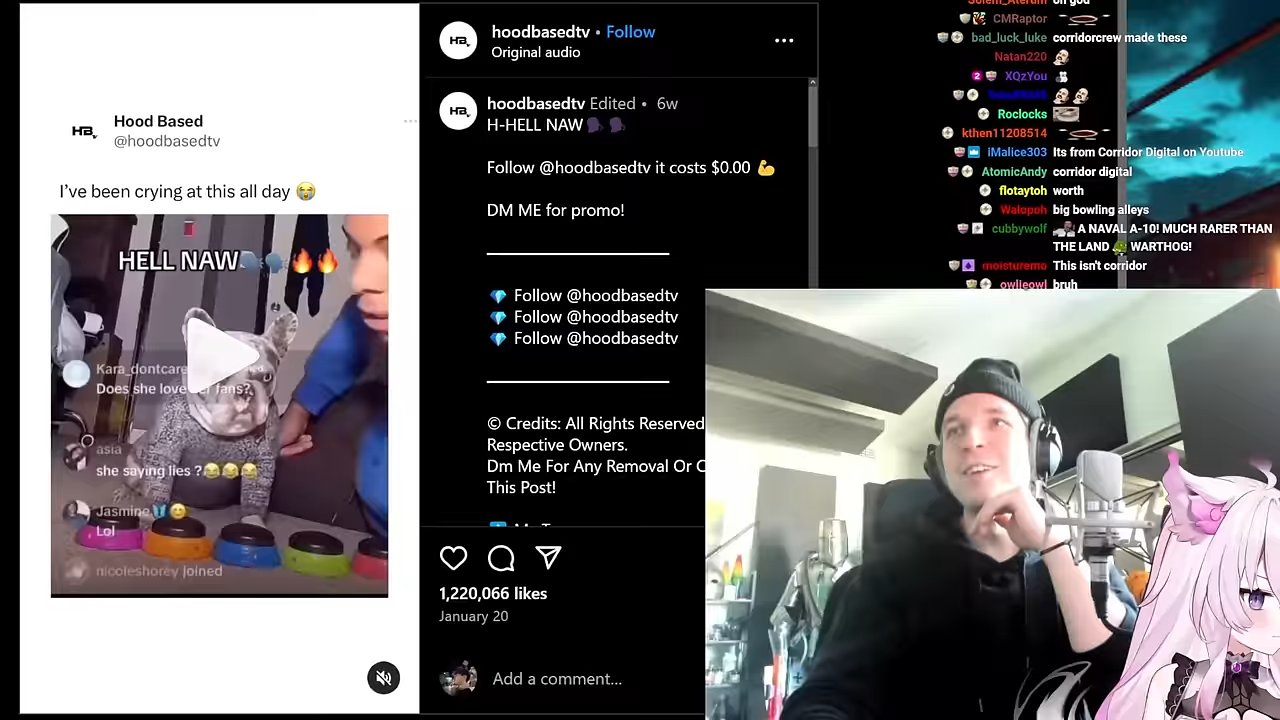 Hood Based
@hoodbasedtv
I've been crying at this all day 😭
HELL NAW🗣️🗣️🔥🔥
Kara_dontcare
Does she love her fans?
asia
she saying lies ?😂😂😂
Jasmine🦋😊
Lol
nicoleshorey joined
HB
hoodbasedtv • Follow
Original audio
HB
hoodbasedtv Edited • 6w
H-HELL NAW🗣🗣
Follow @hoodbasedtv it costs $0.00 💪
DM ME for promo!
💎 Follow @hoodbasedtv
💎 Follow @hoodbasedtv
💎 Follow @hoodbasedtv
© Credits: All Rights Reserved
Respective Owners.
Dm Me For Any Removal Or C
This Post!
1,220,066 likes
January 20
Add a comment...
oh god
CMRaptor
bad_luck_luke corridorcrew made these
Natan220
2 XQzYou
Roclocks
kthen11208514
iMalice303 Its from Corridor Digital on Youtube
AtomicAndy corridor digital
flotaytoh worth
Walopoh big bowling alleys
cubbywolf A NAVAL A-10! MUCH RARER THAN
THE LAND WARTHOG!
moisturemo This isn't corridor
owlieowl bruh